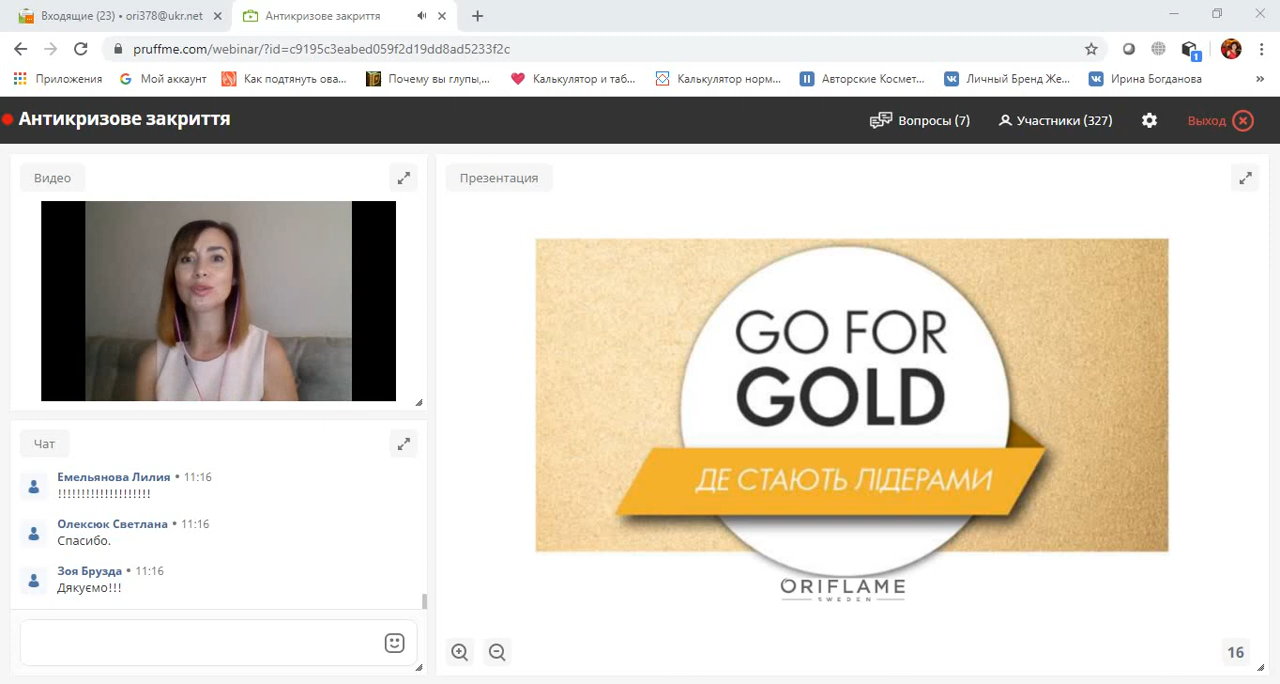 Входящие (23) • ori378@ukr.net
Антикризове закриття
pruffme.com/webinar/?id=c9195c3eabed059f2d19dd8ad5233f2c
Приложения
Мой аккаунт
Как подтянуть ова...
Почему вы глупы,...
Калькулятор и таб...
Калькулятор норм...
Авторские Космет...
Личный Бренд Же...
Ирина Богданова
»
Антикризове закриття
Вопросы (7)
Участники (327)
Выход
Видео
Чат
Емельянова Лилия • 11:16
!!!!!!!!!!!!!!!!!!!!
Олексюк Светлана • 11:16
Спасибо.
Зоя Брузда • 11:16
Дякуємо!!!
Презентация
GO FOR
GOLD
ДЕ СТАЮТЬ ЛІДЕРАМИ
ORIFLAME
SWEDEN
16